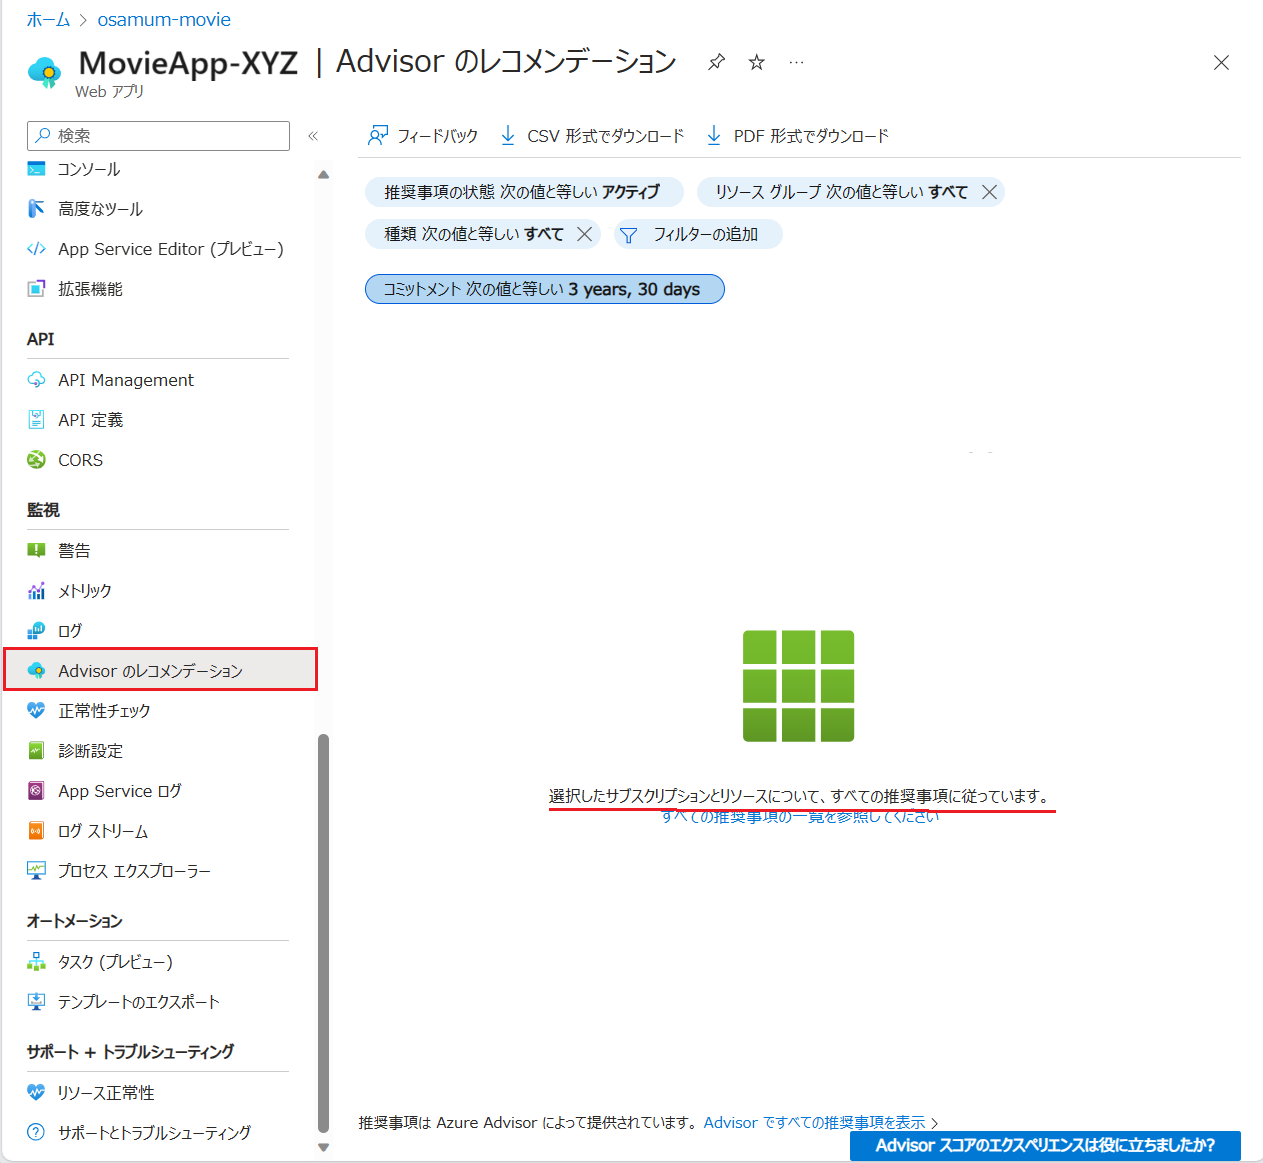 ホーム > osamum-movie
MovieApp-XYZ | Advisor のレコメンデーション
Web アプリ
検索
フィードバック
CSV 形式でダウンロード
PDF 形式でダウンロード
推奨事項の状態 次の値と等しい アクティブ
リソース グループ 次の値と等しい すべて
種類 次の値と等しい すべて
フィルターの追加
コミットメント 次の値と等しい 3 years, 30 days
コンソール
高度なツール
App Service Editor (プレビュー)
拡張機能
API
API Management
API 定義
CORS
監視
警告
メトリック
ログ
Advisor のレコメンデーション
正常性チェック
診断設定
App Service ログ
ログ ストリーム
プロセス エクスプローラー
オートメーション
タスク (プレビュー)
テンプレートのエクスポート
サポート + トラブルシューティング
リソース正常性
サポートとトラブルシューティング
選択したサブスクリプションとリソースについて、すべての推奨事項に従っています。
すべての推奨事項の一覧を参照してください
推奨事項は Azure Advisor によって提供されています。 Advisor ですべての推奨事項を表示 >
Advisor スコアのエクスペリエンスは役に立ちましたか?